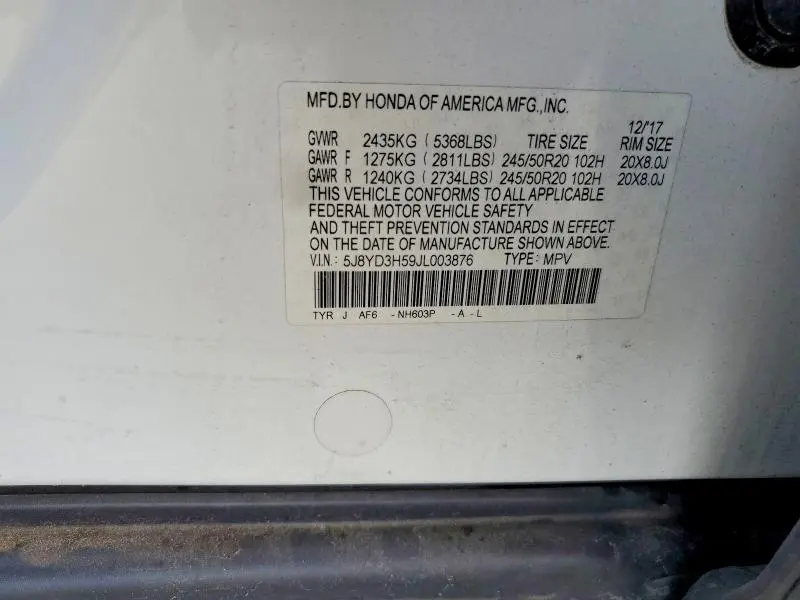 MFD.BY HONDA OF AMERICA MFG.,INC.
12/'17
GVWR 2435KG (5368LBS) TIRE SIZE RIM SIZE
GAWR F 1275KG (2811LBS) 245/50R20 102H 20X8.0J
GAWR R 1240KG (2734LBS) 245/50R20 102H 20X8.0J
THIS VEHICLE CONFORMS TO ALL APPLICABLE
FEDERAL MOTOR VEHICLE SAFETY
AND THEFT PREVENTION STANDARDS IN EFFECT
ON THE DATE OF MANUFACTURE SHOWN ABOVE.
V.I.N.: 5J8YD3H59JL003876 TYPE: MPV
TYR J AF6 -NH603P -A-L